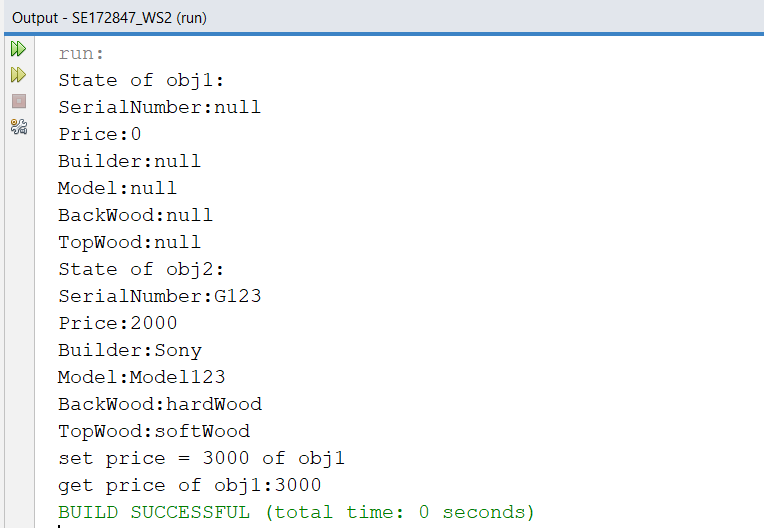 Output - SE172847_WS2 (run)
run:
State of obj1:
SerialNumber:null
Price:0
Builder:null
Model:null
BackWood:null
TopWood:null
State of obj2:
SerialNumber:G123
Price:2000
Builder:Sony
Model:Model123
BackWood:hardWood
TopWood:softWood
set price = 3000 of obj1
get price of obj1:3000
BUILD SUCCESSFUL (total time: 0 seconds)